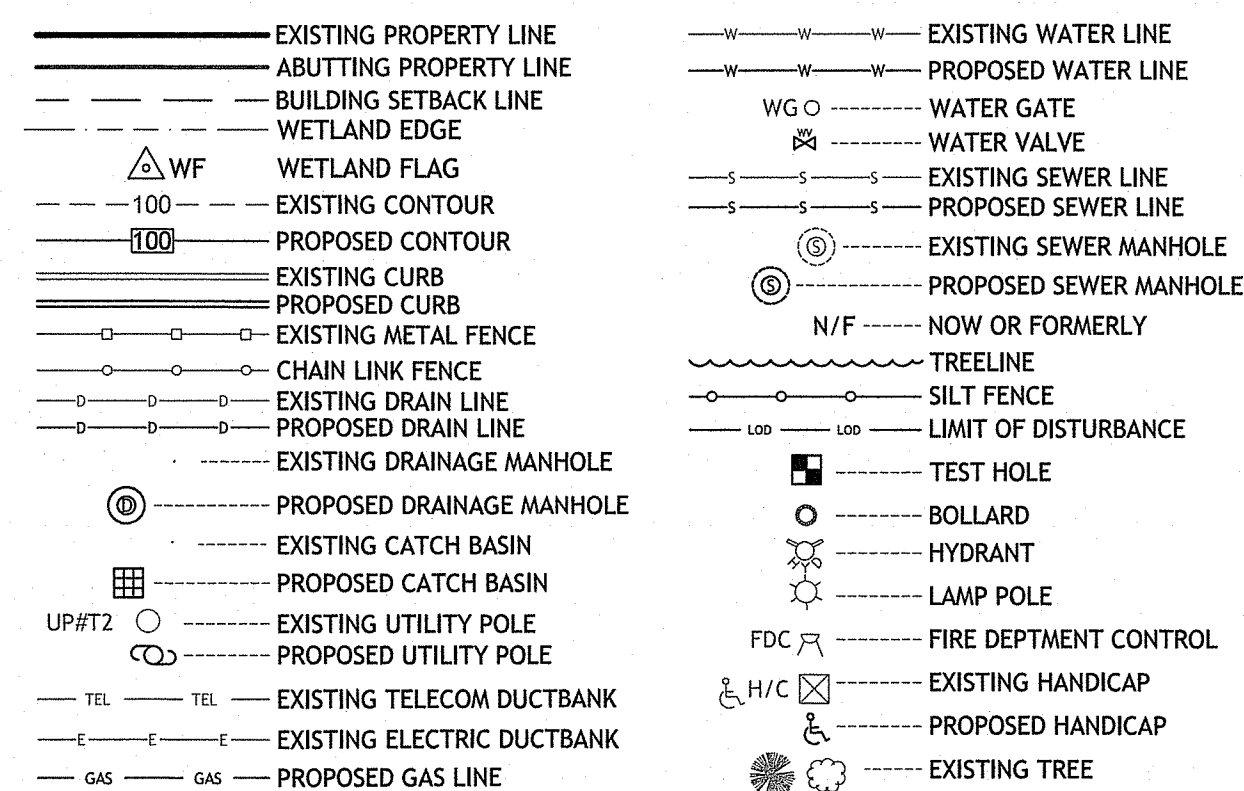 EXISTING PROPERTY LINE
ABUTTING PROPERTY LINE
BUILDING SETBACK LINE
WETLAND EDGE
WF WETLAND FLAG
100 EXISTING CONTOUR
100 PROPOSED CONTOUR
EXISTING CURB
PROPOSED CURB
EXISTING METAL FENCE
CHAIN LINK FENCE
D D D EXISTING DRAIN LINE
D D D PROPOSED DRAIN LINE
EXISTING DRAINAGE MANHOLE
D PROPOSED DRAINAGE MANHOLE
EXISTING CATCH BASIN
PROPOSED CATCH BASIN
UP#T2 EXISTING UTILITY POLE
PROPOSED UTILITY POLE
TEL TEL EXISTING TELECOM DUCTBANK
E E E EXISTING ELECTRIC DUCTBANK
GAS GAS PROPOSED GAS LINE
W W W EXISTING WATER LINE
W W W PROPOSED WATER LINE
WG WATER GATE
WV WATER VALVE
S S S EXISTING SEWER LINE
S S S PROPOSED SEWER LINE
S EXISTING SEWER MANHOLE
S PROPOSED SEWER MANHOLE
N/F NOW OR FORMERLY
TREELINE
SILT FENCE
LOD LOD LIMIT OF DISTURBANCE
TEST HOLE
BOLLARD
HYDRANT
LAMP POLE
FDC FIRE DEPTMENT CONTROL
H/C EXISTING HANDICAP
PROPOSED HANDICAP
EXISTING TREE